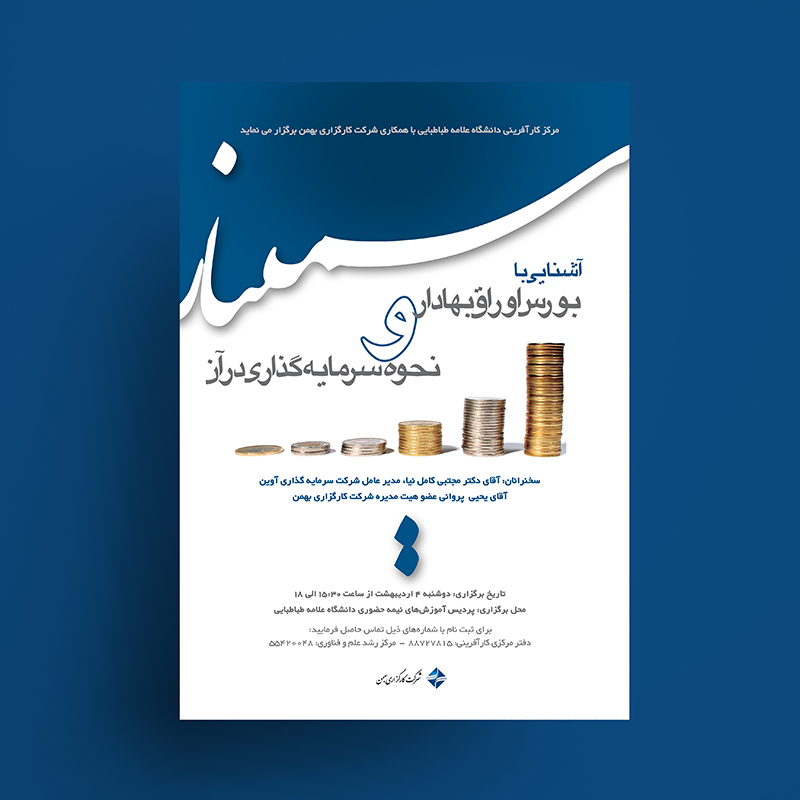 مرکز کارآفرینی دانشگاه علامه طباطبایی با همکاری شرکت کارگزاری بهمن برگزار می نماید
سمینار
آشنایی با
بورس اوراق بهادار
و
نحوه سرمایه گذاری در آن
سخنرانان: آقای دکتر مجتبی کامل نیا، مدیر عامل شرکت سرمایه گذاری آوین
آقای یحیی پروانی عضو هیت مدیره شرکت کارگزاری بهمن
تاریخ برگزاری: دوشنبه ۴ اردیبهشت از ساعت ۱۵:۳۰ الی ۱۸
محل برگزاری: پردیس آموزش‌های نیمه حضوری دانشگاه علامه طباطبایی
برای ثبت نام با شماره‌های ذیل تماس حاصل فرمایید:
دفتر مرکزی کارآفرینی: ۸۸۷۲۷۸۱۵ - مرکز رشد علم و فناوری: ۵۵۴۲۰۰۴۸
شرکت کارگزاری بهمن